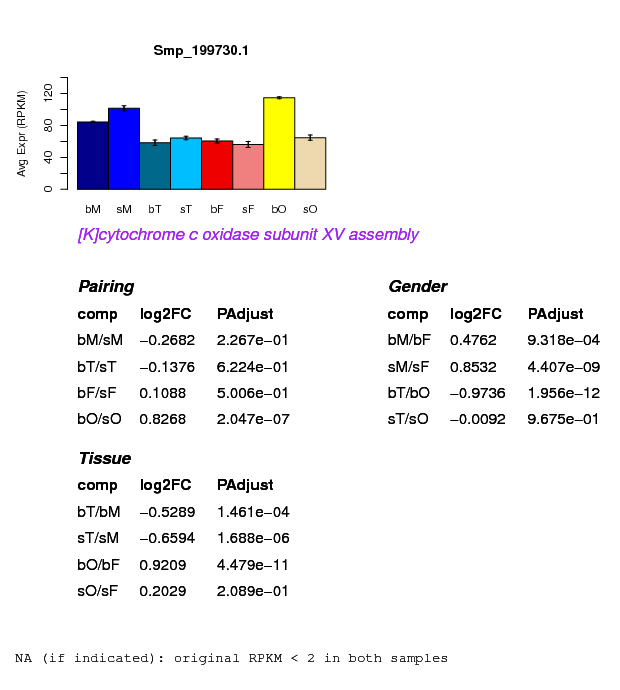 Smp_199730.1
Avg Expr (RPKM)
0 40 80 120
bM sM bT sT bF sF bO sO
[K]cytochrome c oxidase subunit XV assembly
Pairing
comp log2FC PAdjust
bM/sM −0.2682 2.267e−01
bT/sT −0.1376 6.224e−01
bF/sF 0.1088 5.006e−01
bO/sO 0.8268 2.047e−07
Gender
comp log2FC PAdjust
bM/bF 0.4762 9.318e−04
sM/sF 0.8532 4.407e−09
bT/bO −0.9736 1.956e−12
sT/sO −0.0092 9.675e−01
Tissue
comp log2FC PAdjust
bT/bM −0.5289 1.461e−04
sT/sM −0.6594 1.688e−06
bO/bF 0.9209 4.479e−11
sO/sF 0.2029 2.089e−01
NA (if indicated): original RPKM < 2 in both samples